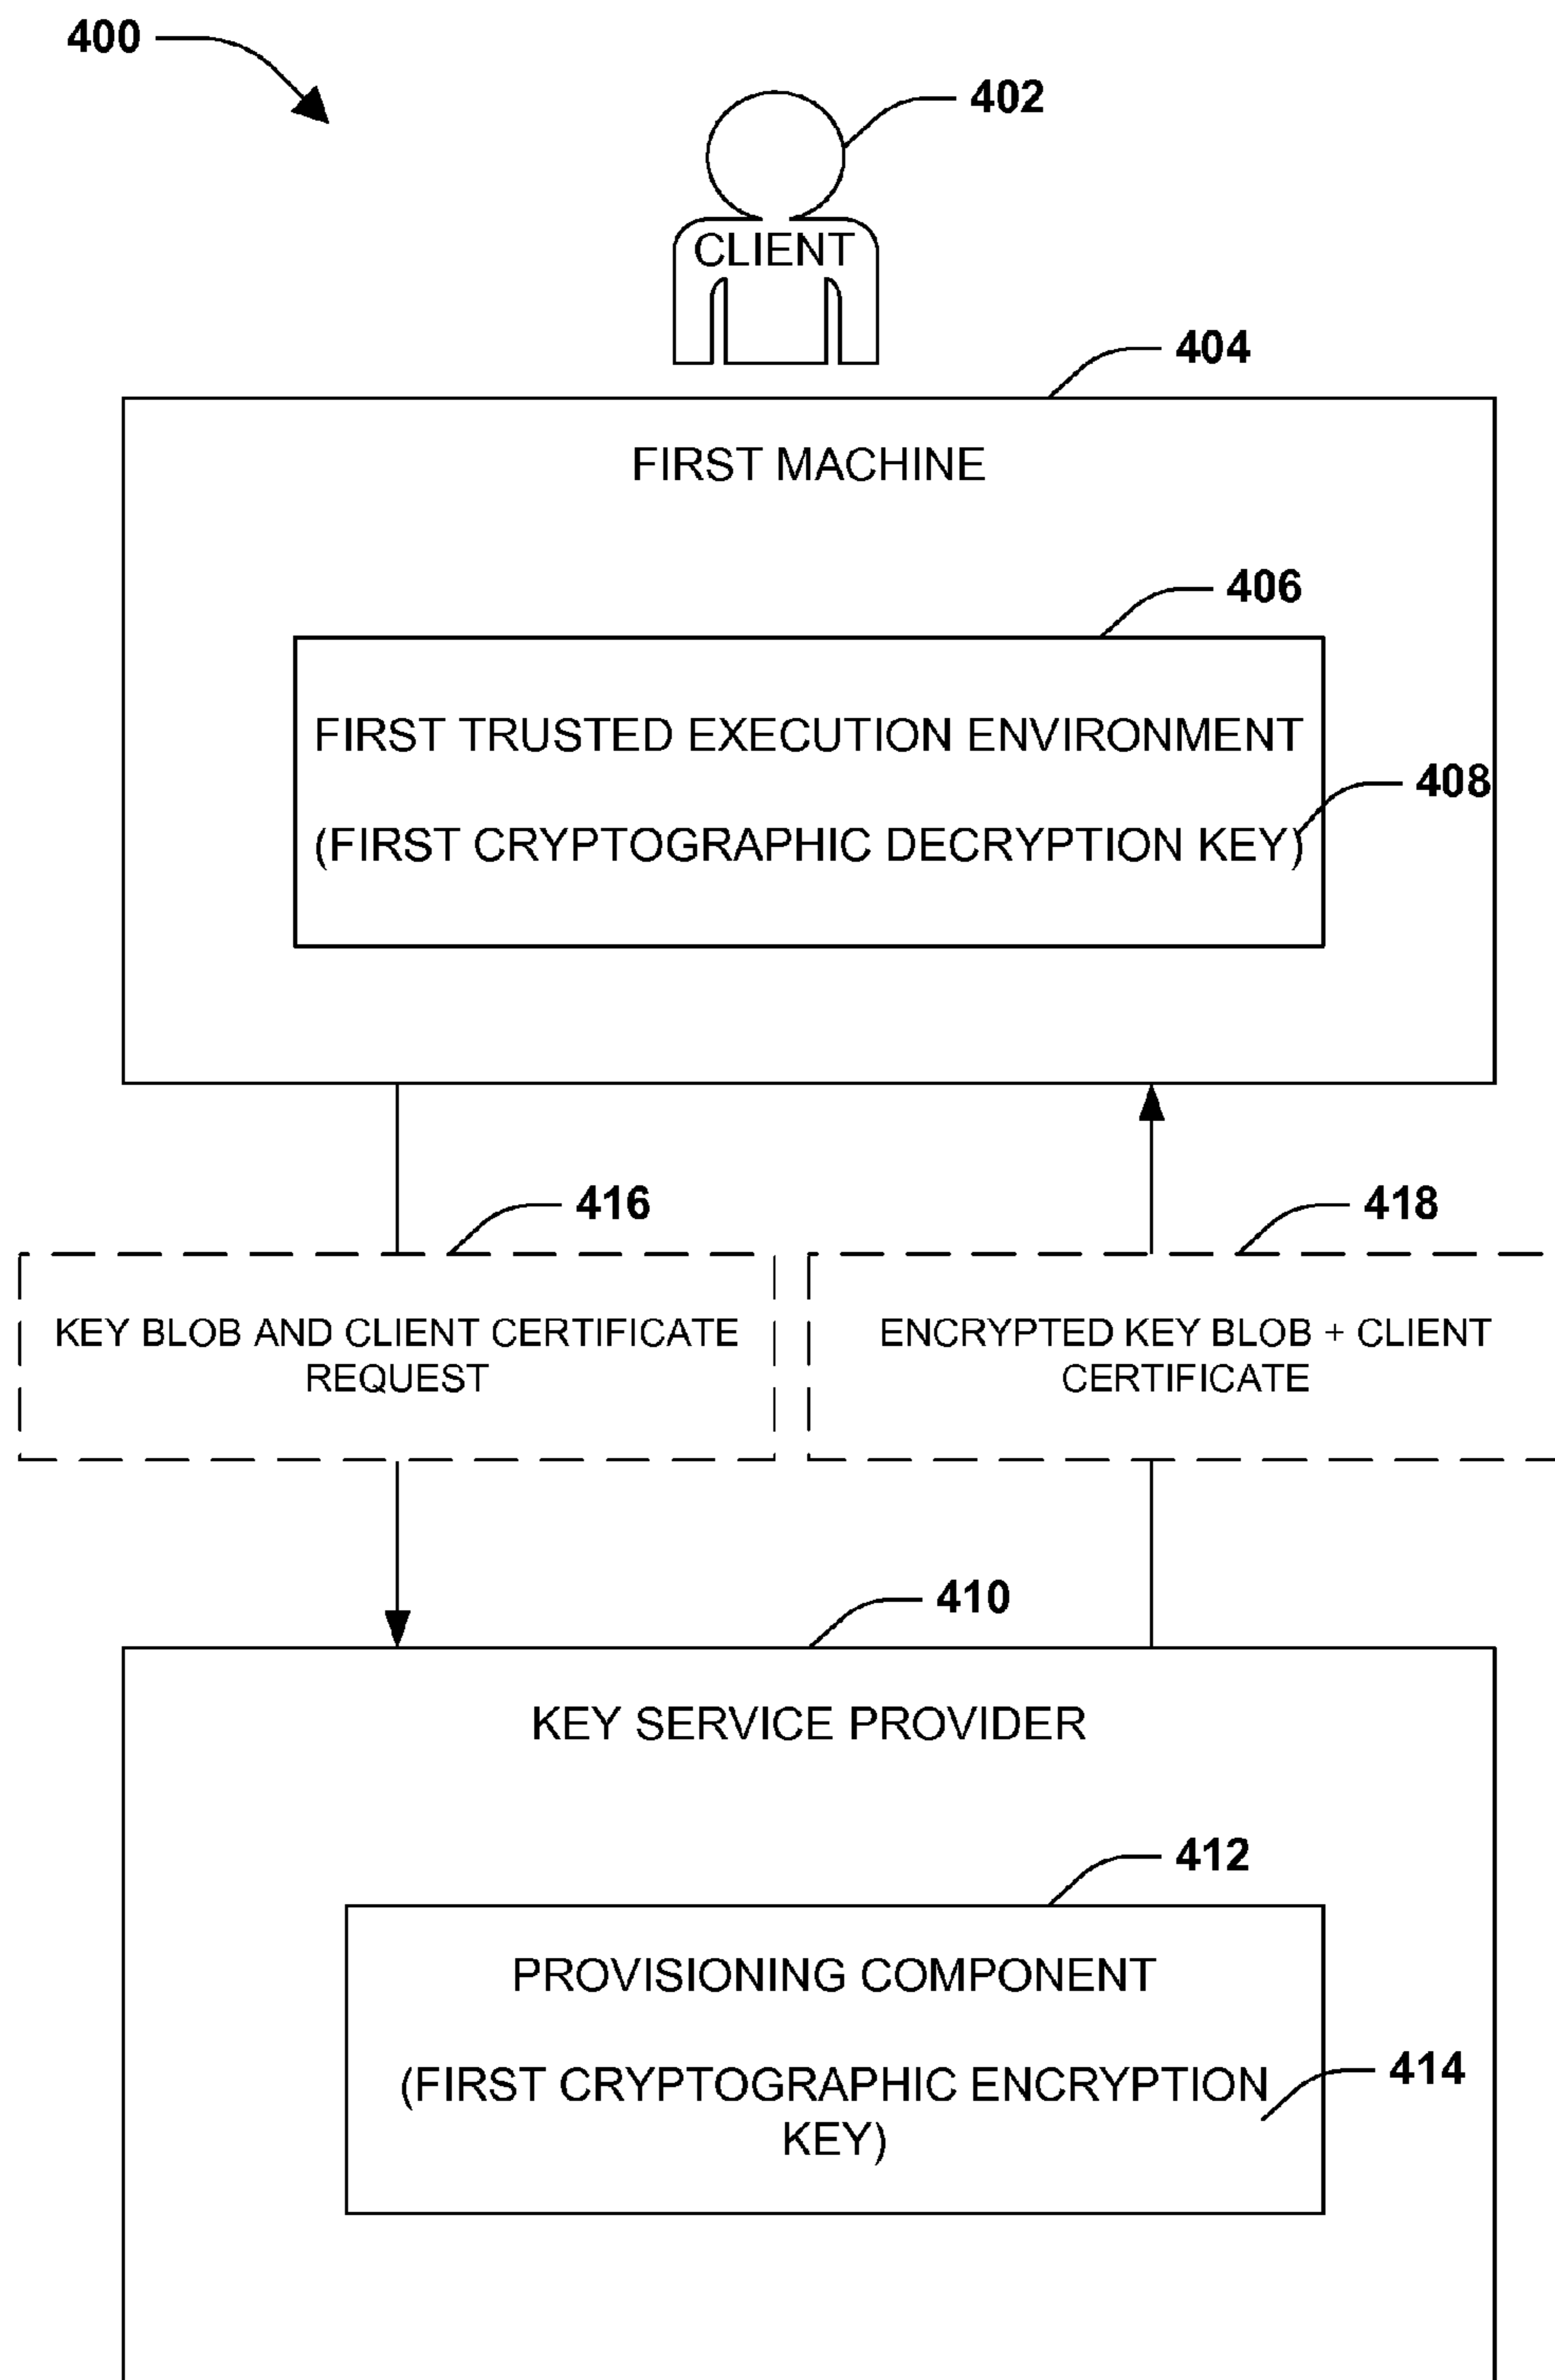 400
402
CLIENT
404
FIRST MACHINE
406
FIRST TRUSTED EXECUTION ENVIRONMENT
408
(FIRST CRYPTOGRAPHIC DECRYPTION KEY)
416
418
KEY BLOB AND CLIENT CERTIFICATE
REQUEST
ENCRYPTED KEY BLOB + CLIENT
CERTIFICATE
410
KEY SERVICE PROVIDER
412
PROVISIONING COMPONENT
414
(FIRST CRYPTOGRAPHIC ENCRYPTION
KEY)